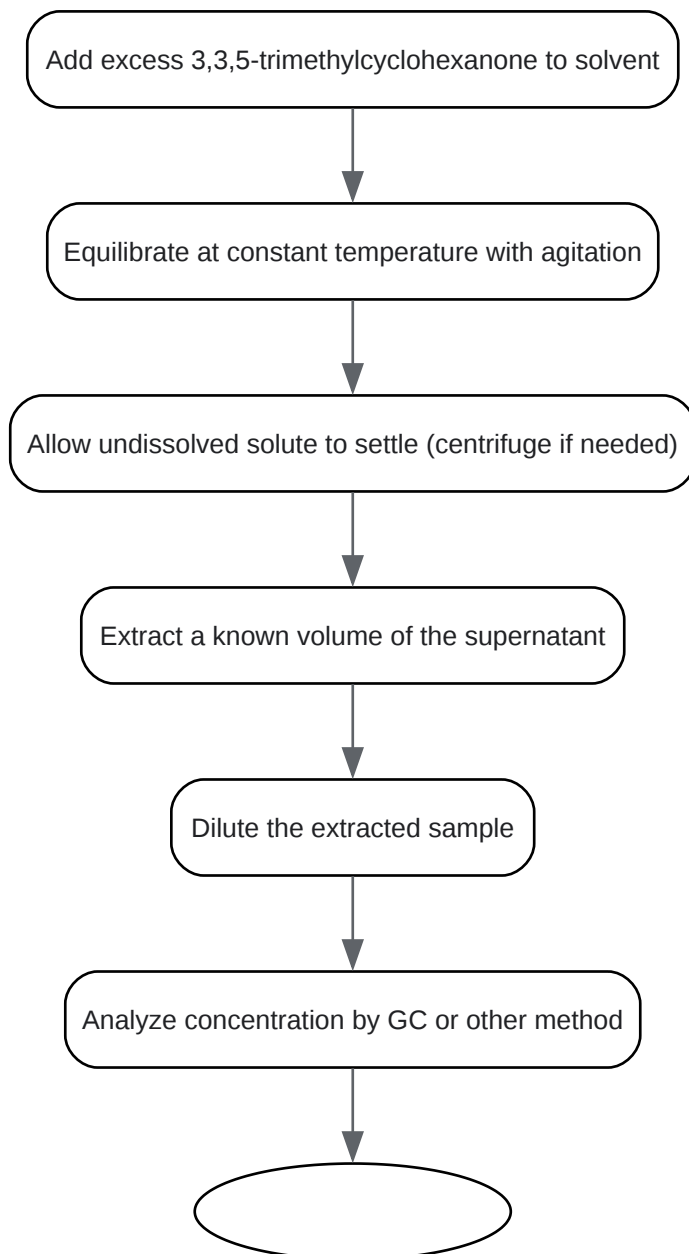 Add excess 3,3,5-trimethylcyclohexanone to solvent
Equilibrate at constant temperature with agitation
Allow undissolved solute to settle (centrifuge if needed)
Extract a known volume of the supernatant
Dilute the extracted sample
Analyze concentration by GC or other method